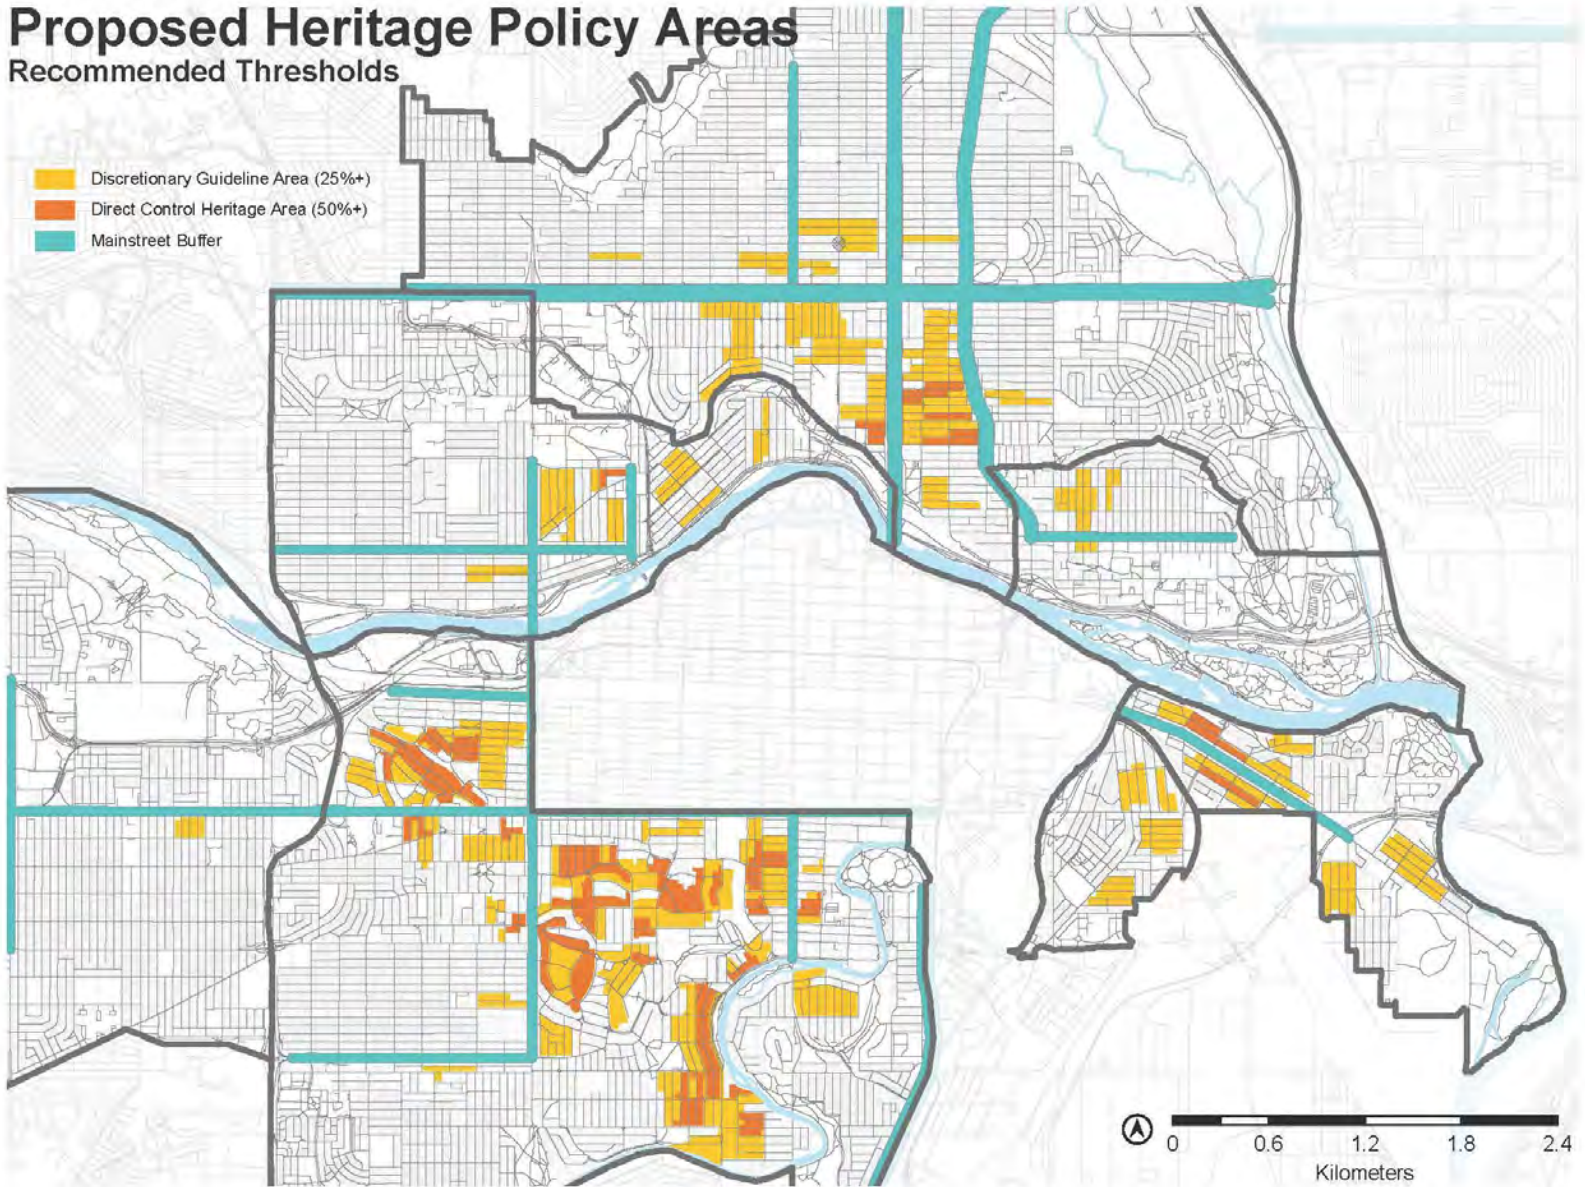 Proposed Heritage Policy Areas
Recommended Thresholds
Discretionary Guideline Area (25%+)
Direct Control Heritage Area (50%+)
Mainstreet Buffer
0 0.6 1.2 1.8 2.4
Kilometers